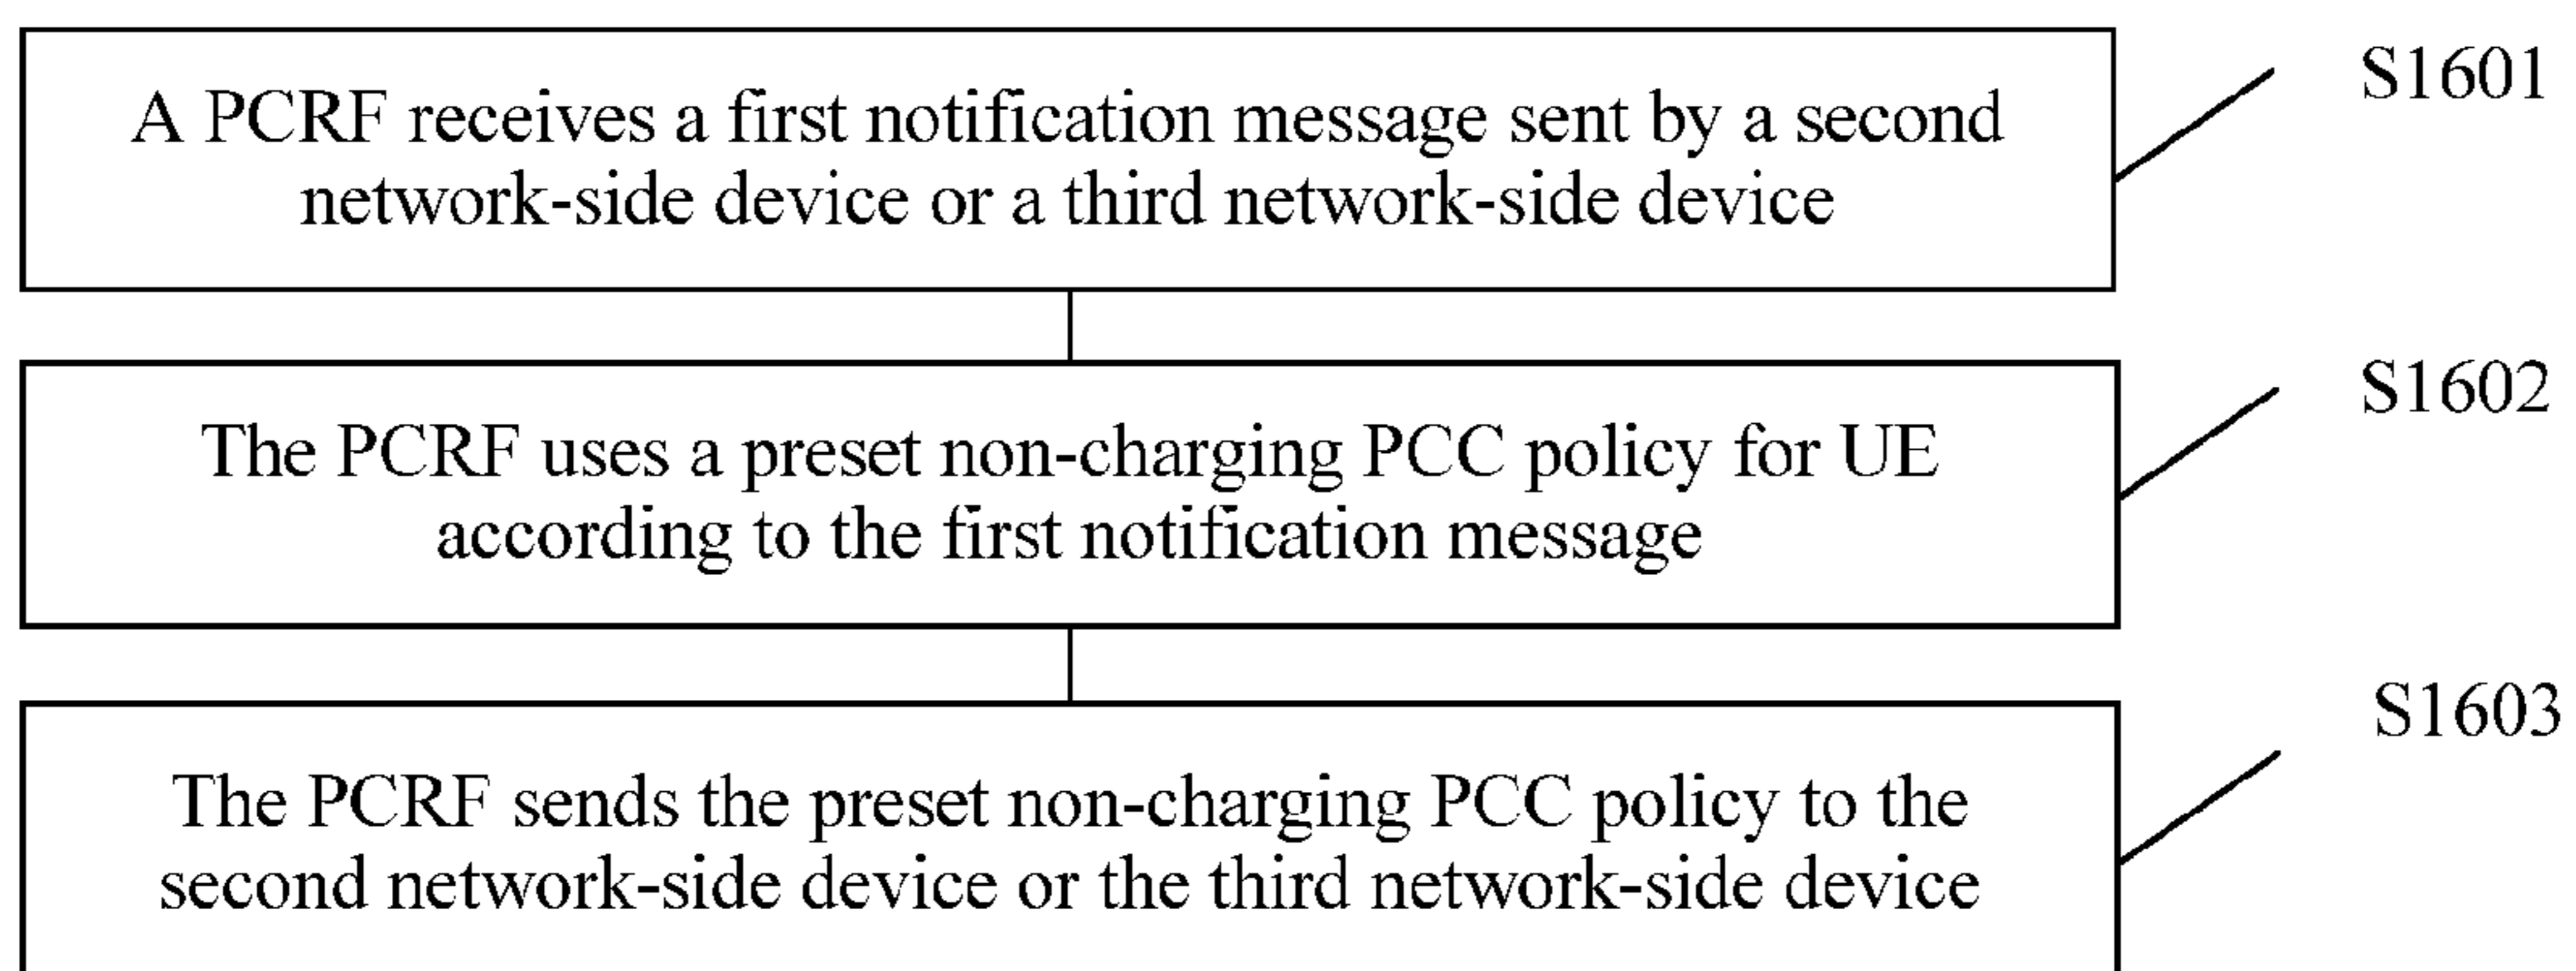 A PCRF receives a first notification message sent by a second
network-side device or a third network-side device
S1601
The PCRF uses a preset non-charging PCC policy for UE
according to the first notification message
S1602
The PCRF sends the preset non-charging PCC policy to the
second network-side device or the third network-side device
S1603